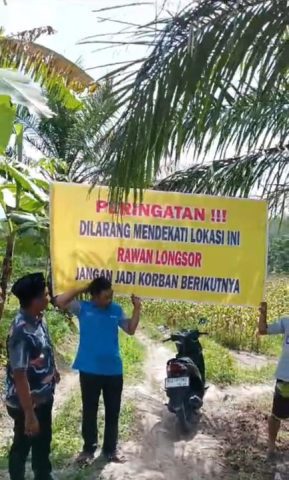 PERINGATAN !!!
DILARANG MENDEKATI LOKASI INI
RAWAN LONGSOR
JANGAN JADI KORBAN BERIKUTNYA